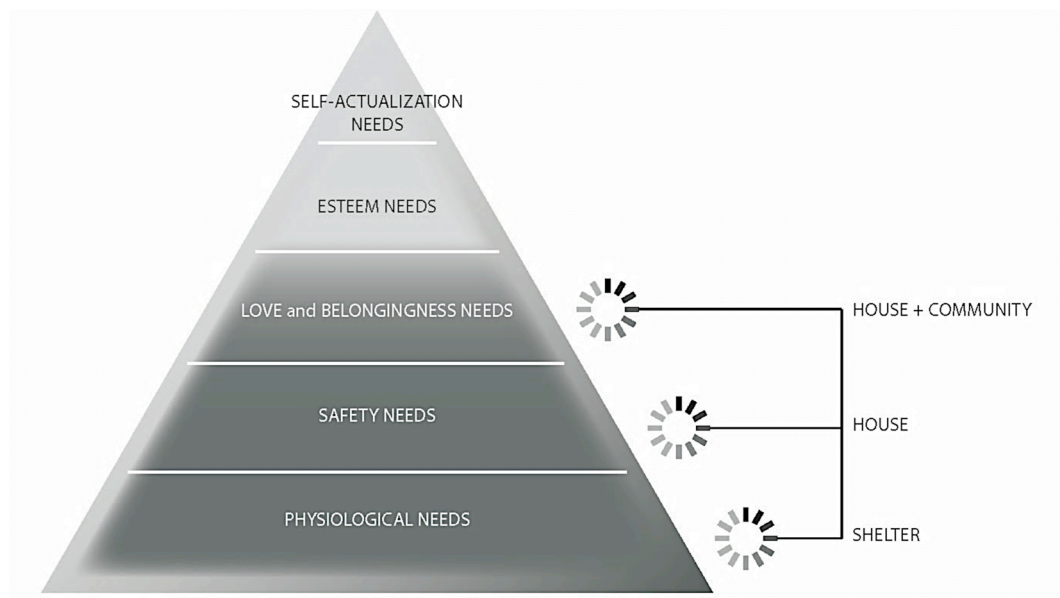 SELF-ACTUALIZATION
NEEDS
ESTEEM NEEDS
LOVE and BELONGINGNESS NEEDS
HOUSE + COMMUNITY
SAFETY NEEDS
HOUSE
PHYSIOLOGICAL NEEDS
SHELTER